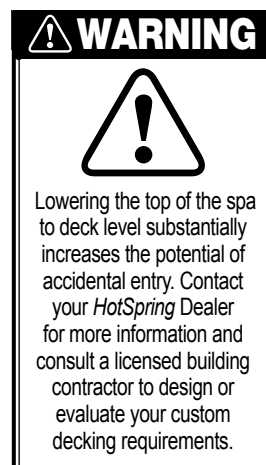 WARNING
Lowering the top of the spa
to deck level substantially
increases the potential of
accidental entry. Contact
your HotSpring Dealer
for more information and
consult a licensed building
contractor to design or
evaluate your custom
decking requirements.